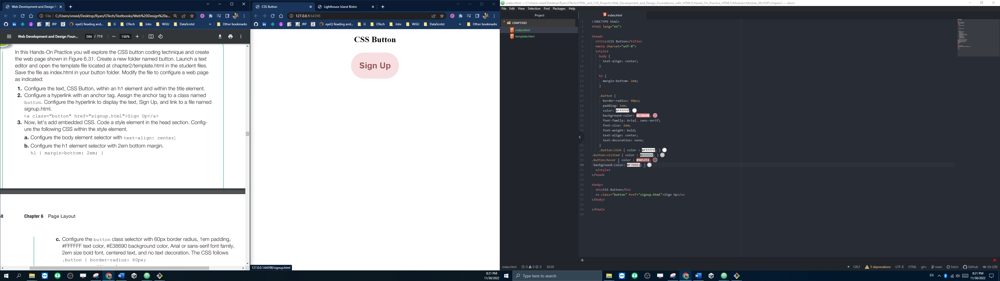 Web Development and Design F
File
C:/Users/vreed/Desktop/Ryan/OTech/Textbooks/Web%20Design%20a...
JRP
eyeQ Reading and...
G
OTech
Jobs
WGU
DataScntst
»
Other bookmarks
Web Development and Design Foun...
286 / 713
150%
In this Hands-On Practice you will explore the CSS button coding technique and create
the web page shown in Figure 6.31. Create a new folder named button. Launch a text
editor and open the template file located at chapter2/template.html in the student files.
Save the file as index.html in your button folder. Modify the file to configure a web page
as indicated:
1. Configure the text, CSS Button, within an h1 element and within the title element.
2. Configure a hyperlink with an anchor tag. Assign the anchor tag to a class named
button. Configure the hyperlink to display the text, Sign Up, and link to a file named
signup.html.
<a class="button" href="signup.html">Sign Up</a>
3. Now, let's add embedded CSS. Code a style element in the head section. Config-
ure the following CSS within the style element.
a. Configure the body element selector with text-align: center;
b. Configure the h1 element selector with 2em bottom margin.
h1 { margin-bottom: 2em; }
8 Chapter 6 Page Layout
c. Configure the button class selector with 60px border radius, 1em padding,
#FFFFFF text color, #E38690 background color, Arial or sans-serif font family,
2em size bold font, centered text, and no text decoration. The CSS follows
.button { border-radius: 60px;
CSS Button
Lighthouse Island Bistro
127.0.0.1:64398
JRP
eyeQ Reading and...
G
OTech
Jobs
WGU
DataScntst
»
Other bookmarks
CSS Button
Sign Up
127.0.0.1:64398/signup.html
8:21 PM
11/30/2022
index.html — C:\Users\vreed\Desktop\Ryan\OTech\HTML_and_CSS_Projects\Web_Development_and_Design_Foundations_with_HTML5\Hands_On_Practice_HTML5\Modules\Module_06\HOP\chapter2 — Atom
File Edit View Selection Find Packages Help
Project
CHAPTER2
index.html
template.html
index.html
1 <!DOCTYPE html>
2 <html lang="en">
3
4 <head>
5 <title>CSS Button</title>
6 <meta charset="utf-8">
7 <style>
8 body {
9 text-align: center;
10 }
11
12 h1 {
13 margin-bottom: 2em;
14 }
15
16 .button {
17 border-radius: 60px;
18 padding: 1em;
19 color: #FFFFFF;
20 background-color: #E38690;
21 font-family: Arial, sans-serif;
22 font-size: 2em;
23 font-weight: bold;
text-align: center;
text-decoration: none;
26 }
27 .button:link { color : #FFFFFF; }
28 .button:visited { color : #CCCCCC; }
29 .button:hover { color : #965251;
30 background-color: #F7DEE1; }
31 </style>
32 </head>
33
34 <body>
35 <h1>CSS Button</h1>
36 <a class="button" href="signup.html">Sign Up</a>
37 </body>
38
39 </html>
40
index.html 0 0 0 30:30
CRLF 5 deprecations UTF-8 HTML git+ main Fetch GitHub Git (29)
Type here to search
EN
8:21 PM
11/30/2022